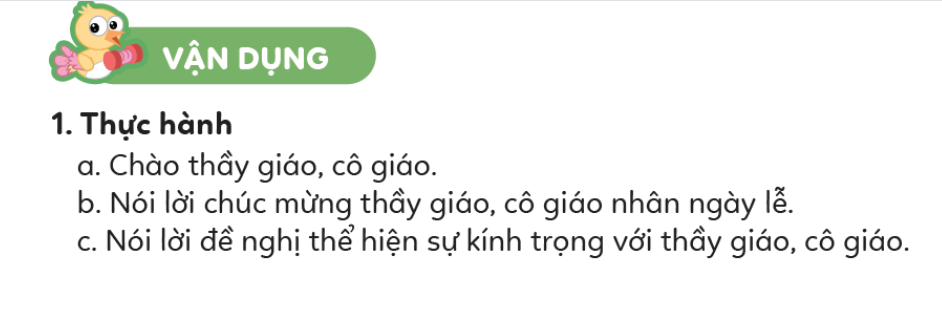 VẬN DỤNG
1. Thực hành
a. Chào thầy giáo, cô giáo.
b. Nói lời chúc mừng thầy giáo, cô giáo nhân ngày lễ.
c. Nói lời đề nghị thể hiện sự kính trọng với thầy giáo, cô giáo.